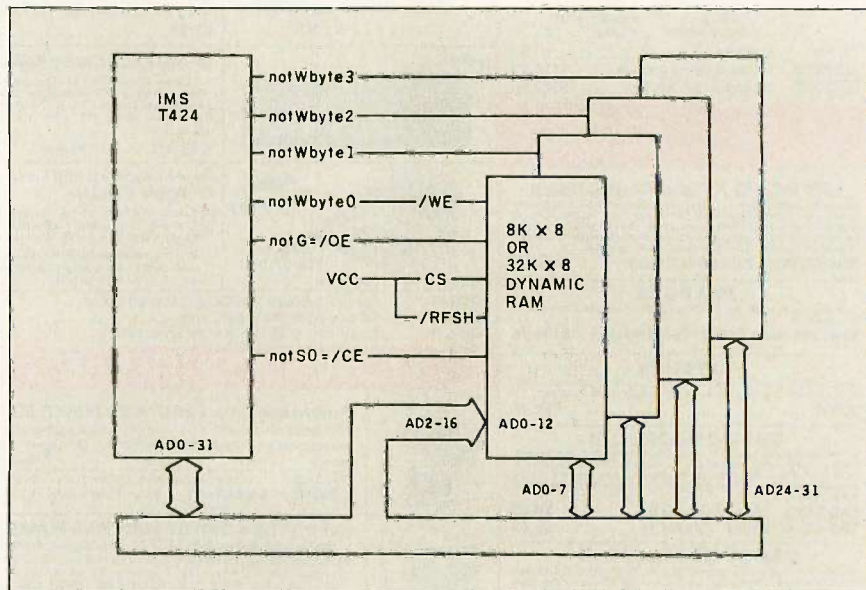 notWbyte3
IMS
T424
notWbyte2
notWbyte1
notWbyte0 /WE
notG=/OE
8K × 8
OR
32K × 8
DYNAMIC
RAM
VCC CS
/RFSH
notS0=/CE
AD0-31
AD2-16
AD0-12
AD0-7
AD24-31